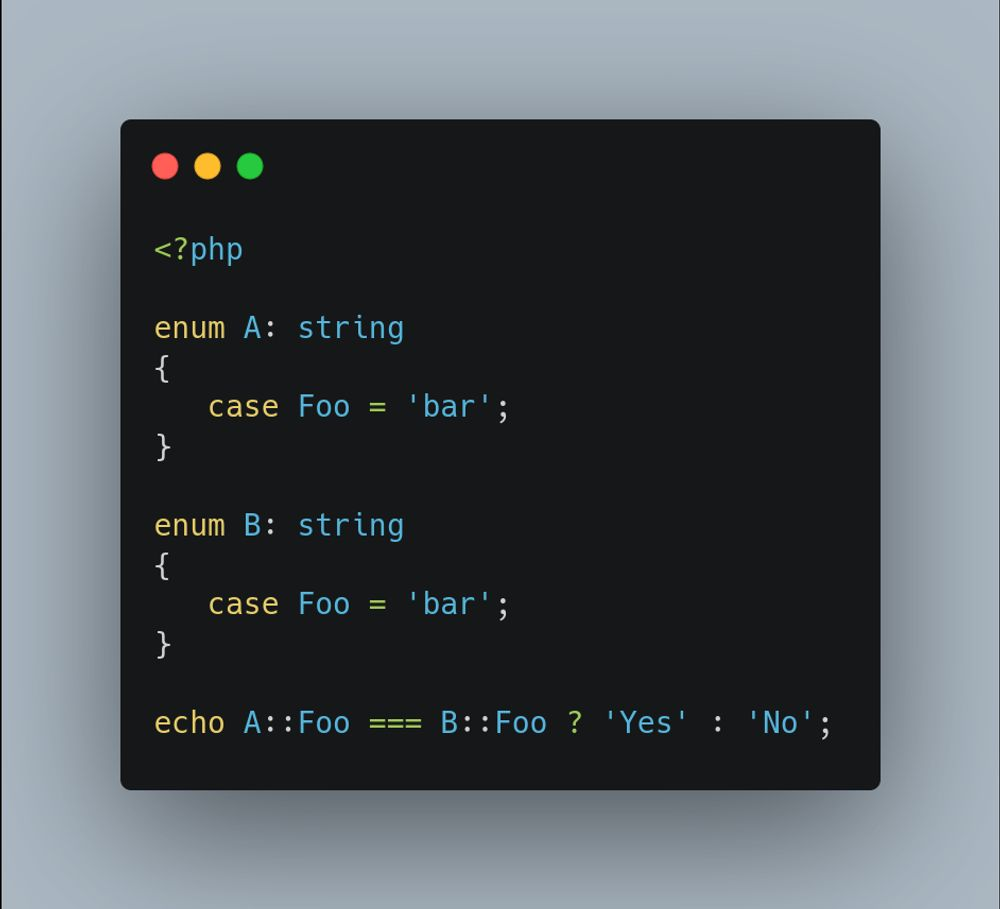 <?php
enum A: string
{
case Foo = 'bar';
}
enum B: string
{
case Foo = 'bar';
}
echo A::Foo === B::Foo ? 'Yes' : 'No';